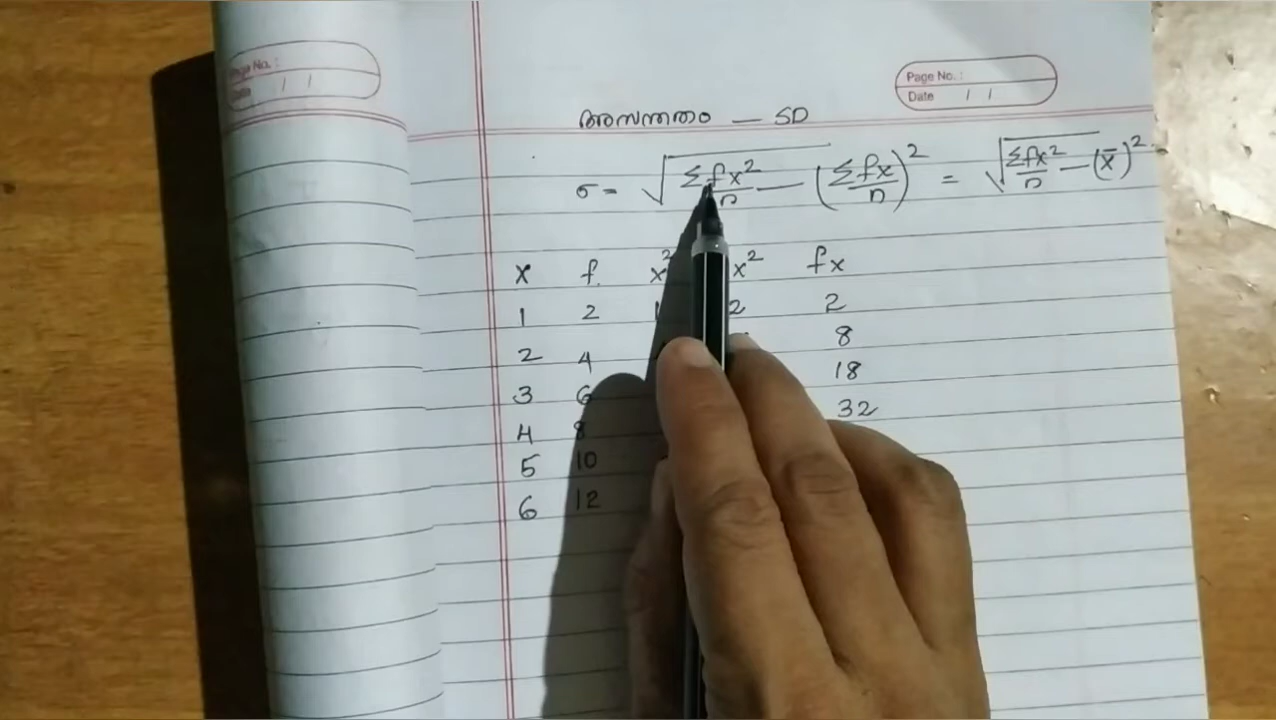 Page No. :
Date / /
Page No. :
Date / /
അസന്തതം — SD
σ = √ Σfx²/n — (Σfx/n)² = √ Σfx²/n — (x̄)²
x f. x² x² fx
1 2 1 2 2
8
2 4 18
3 6 32
4 8
5 10
6 12